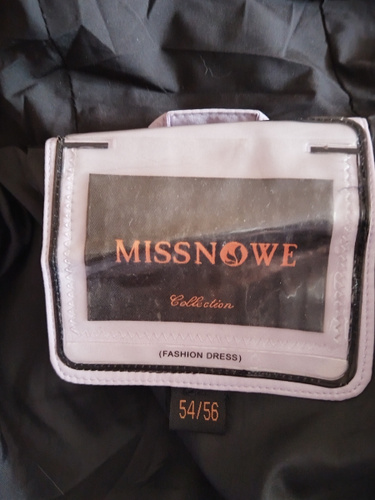 MISSNOWE
Collection
(FASHION DRESS)
54/56